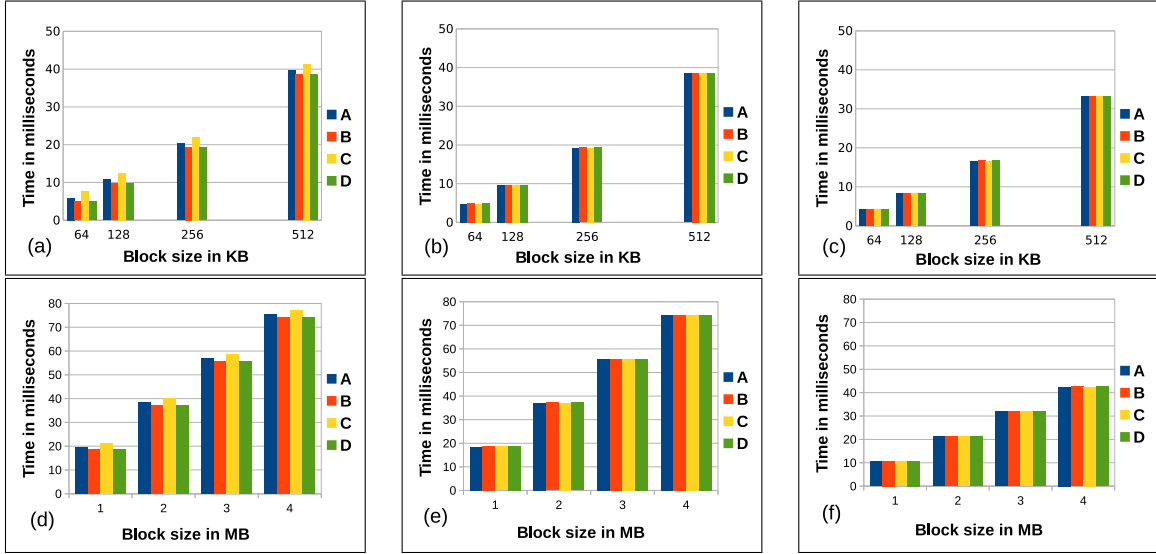 50
40
30
20
10
0
Time in milliseconds
64 128 256 512
Block size in KB
(a)
A
B
C
D
50
40
30
20
10
0
Time in milliseconds
64 128 256 512
Block size in KB
(b)
A
B
C
D
50
40
30
20
10
0
Time in milliseconds
64 128 256 512
Block size in KB
(c)
A
B
C
D
80
70
60
50
40
30
20
10
0
Time in milliseconds
1 2 3 4
Block size in MB
(d)
A
B
C
D
80
70
60
50
40
30
20
10
0
Time in milliseconds
1 2 3 4
Block size in MB
(e)
A
B
C
D
80
70
60
50
40
30
20
10
0
Time in milliseconds
1 2 3 4
Block size in MB
(f)
A
B
C
D